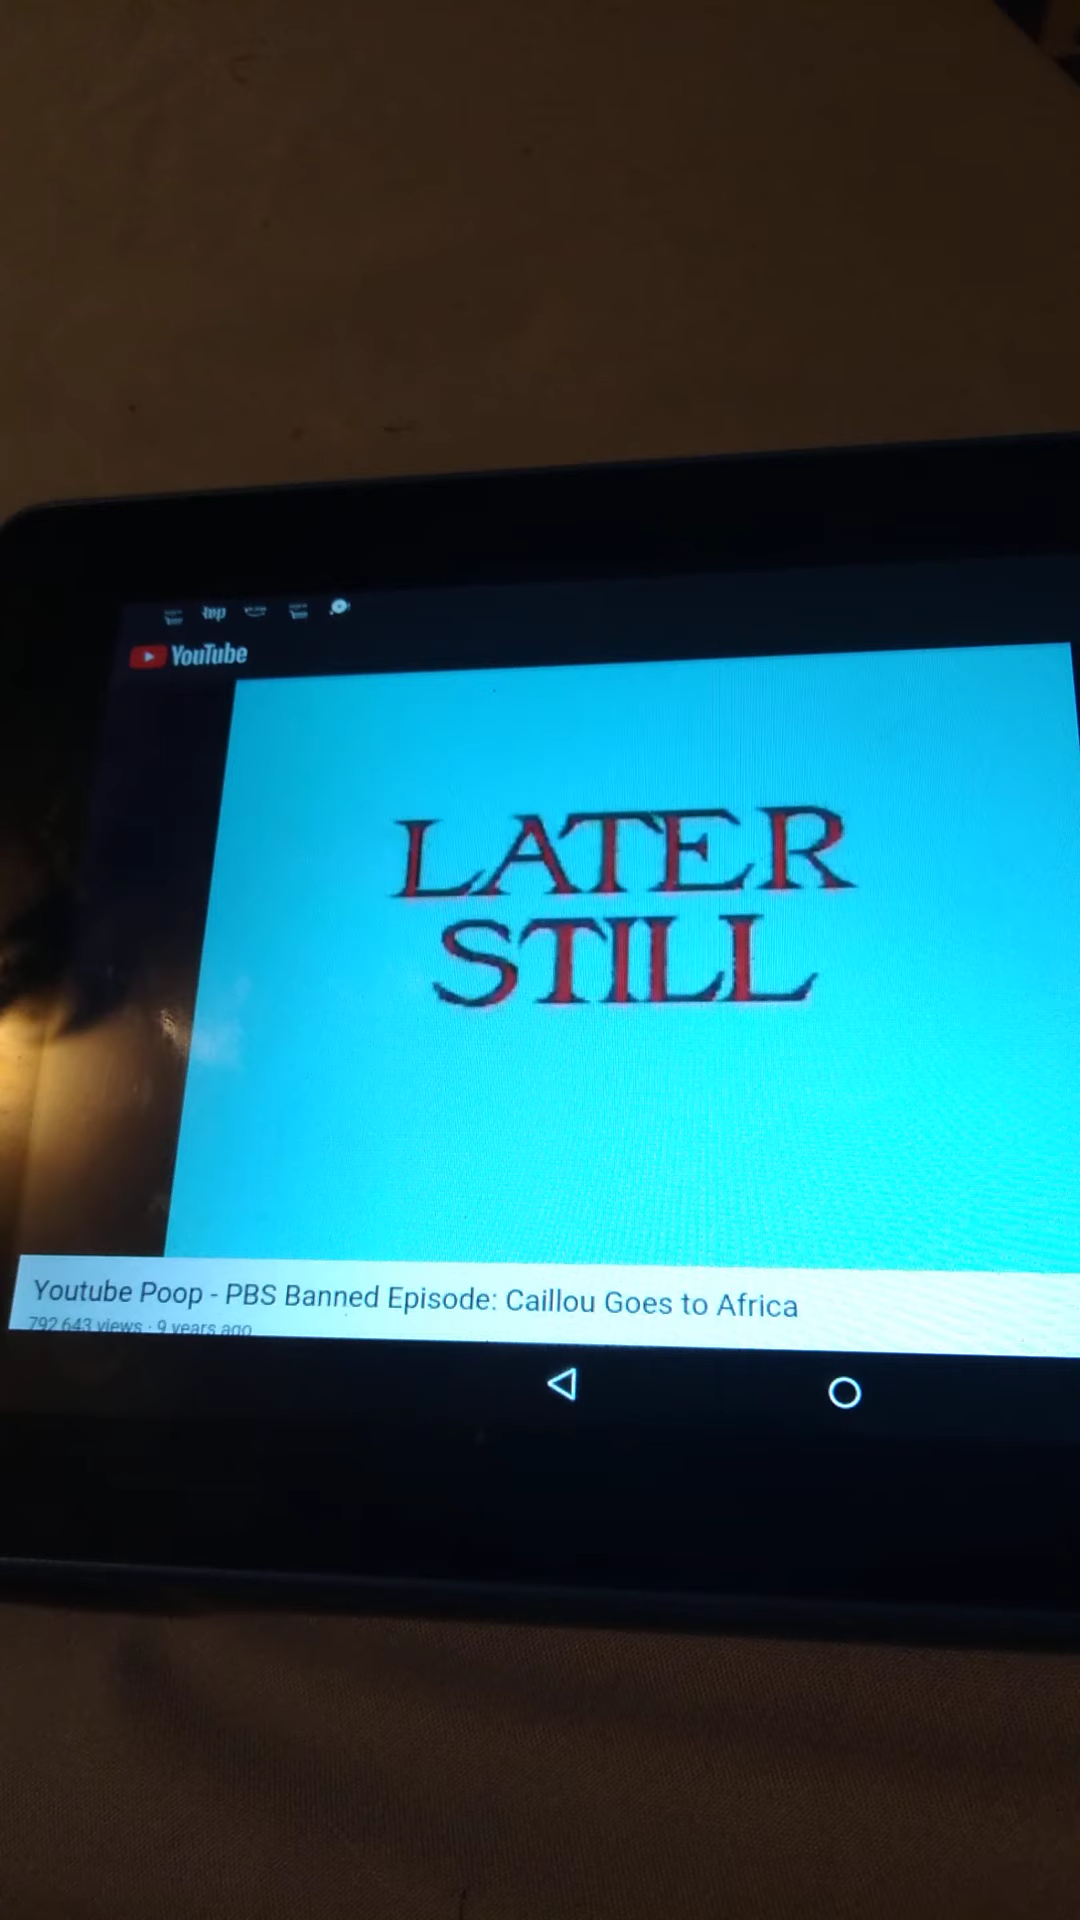 YouTube
LATER
STILL
Youtube Poop - PBS Banned Episode: Caillou Goes to Africa
792,643 views · 9 years ago